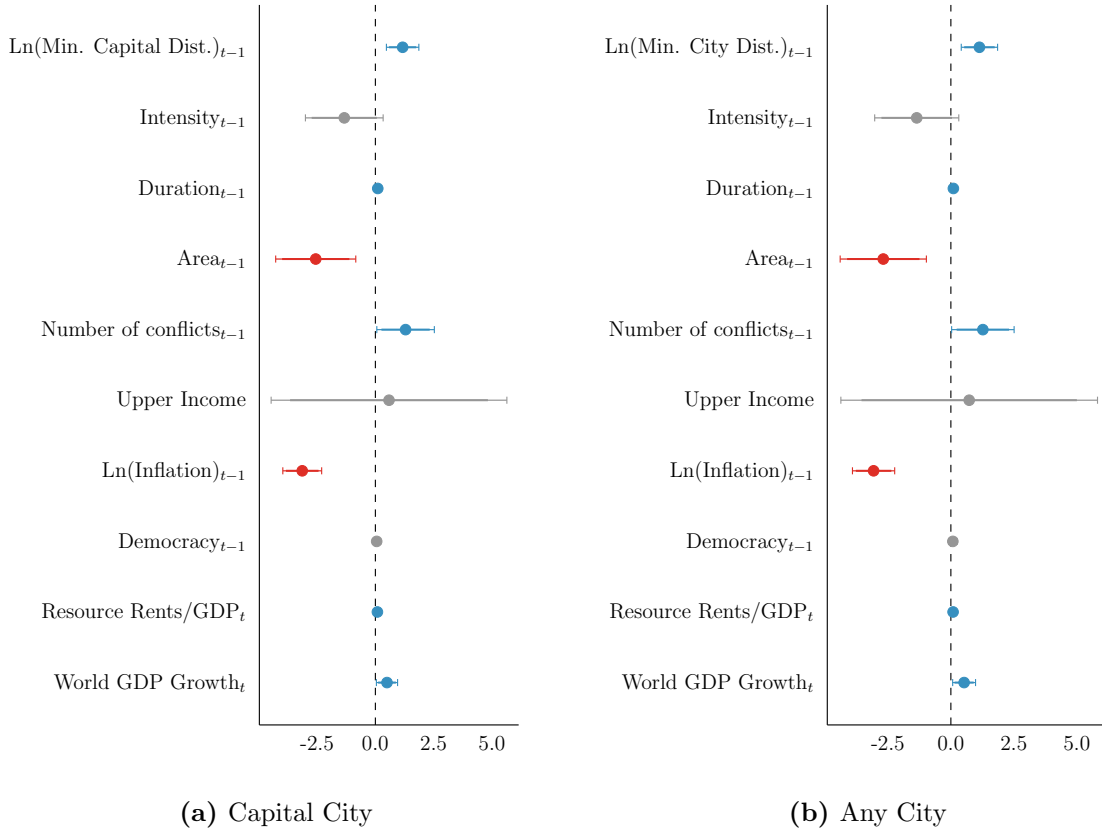 Ln(Min. Capital Dist.)t−1
Intensityt−1
Durationt−1
Areat−1
Number of conflictst−1
Upper Income
Ln(Inflation)t−1
Democracyt−1
Resource Rents/GDPt
World GDP Growtht
-2.5 0.0 2.5 5.0
(a) Capital City
Ln(Min. City Dist.)t−1
Intensityt−1
Durationt−1
Areat−1
Number of conflictst−1
Upper Income
Ln(Inflation)t−1
Democracyt−1
Resource Rents/GDPt
World GDP Growtht
-2.5 0.0 2.5 5.0
(b) Any City